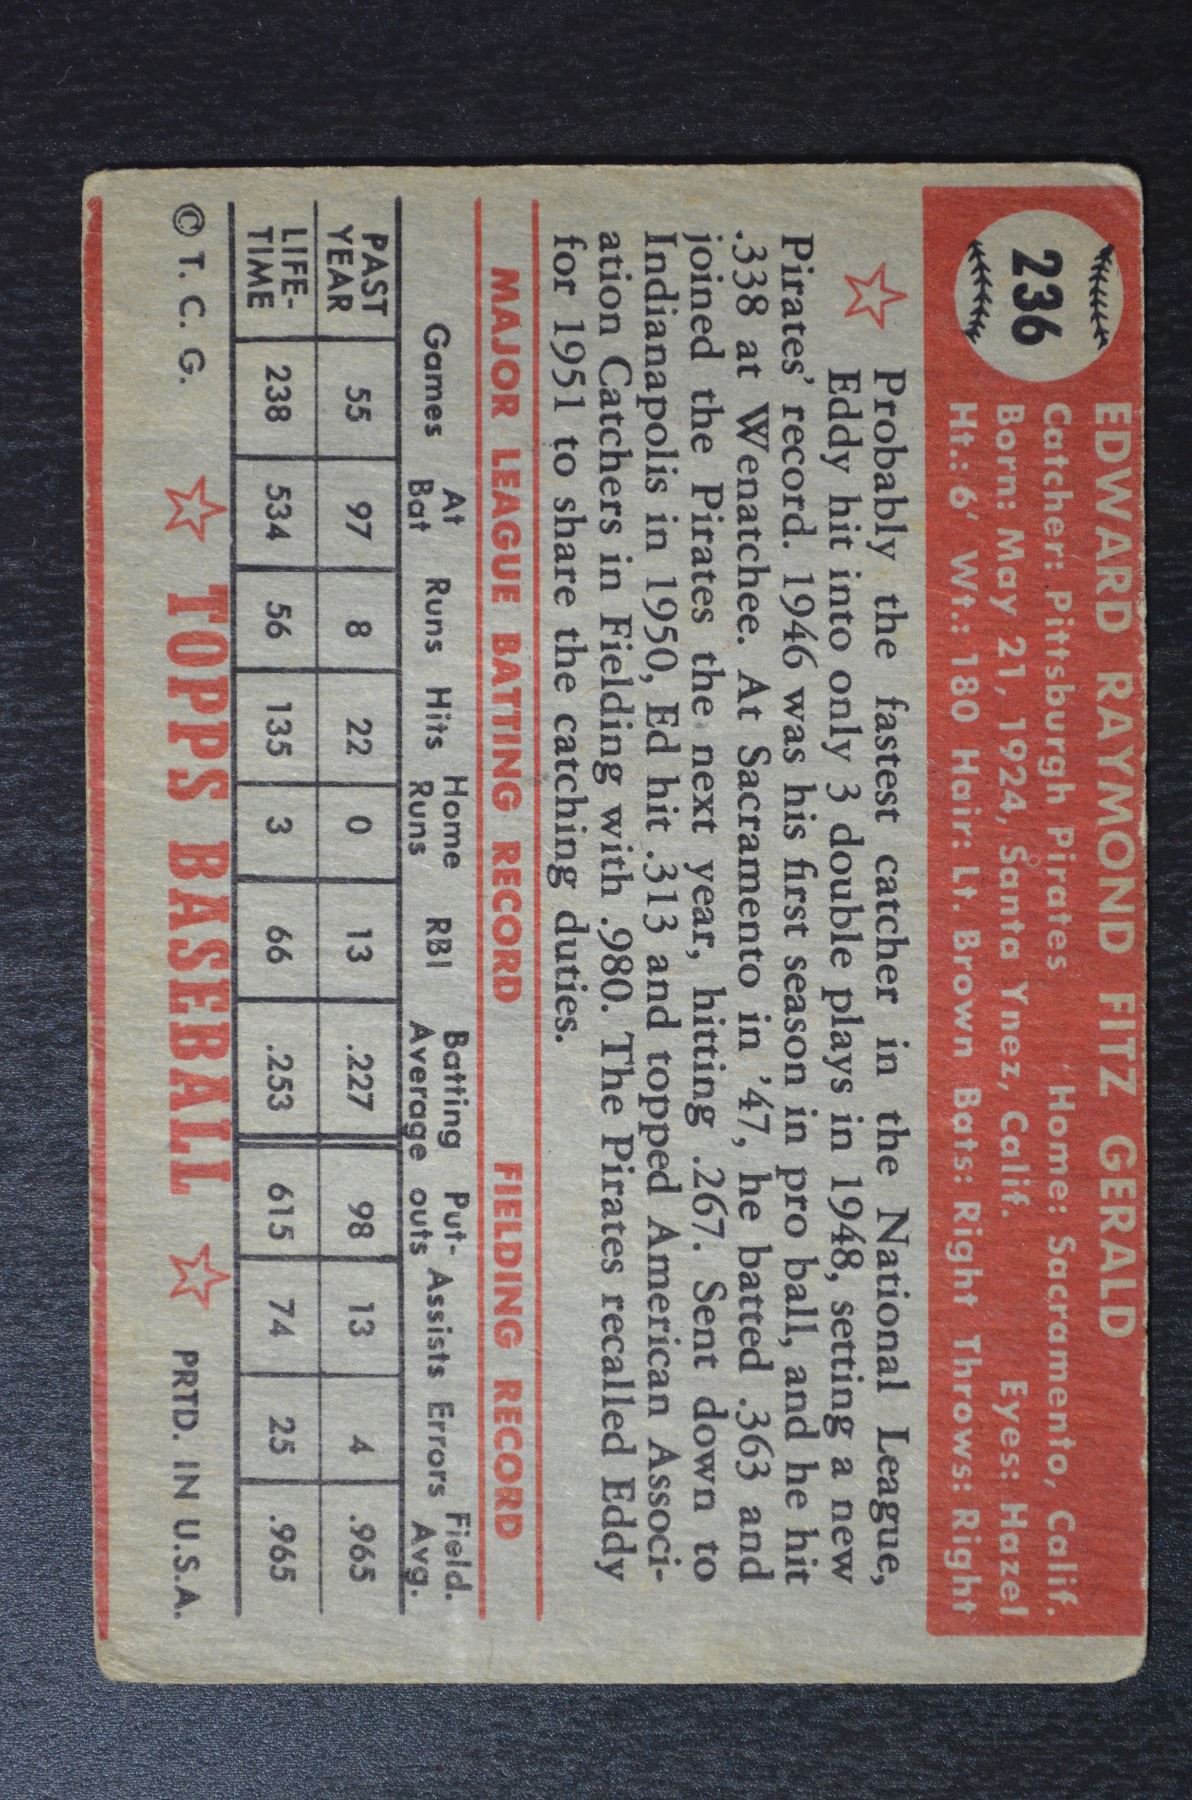 236
EDWARD RAYMOND FITZ GERALD
Catcher: Pittsburgh Pirates Home: Sacramento, Calif.
Born: May 21, 1924, Santa Ynez, Calif. Eyes: Hazel
Ht.: 6' Wt.: 180 Hair: Lt. Brown Bats: Right Throws: Right
Probably the fastest catcher in the National League,
Eddy hit into only 3 double plays in 1948, setting a new
Pirates' record. 1946 was his first season in pro ball, and he hit
.338 at Wenatchee. At Sacramento in '47, he batted .363 and
joined the Pirates the next year, hitting .267. Sent down to
Indianapolis in 1950, Ed hit .313 and topped American Associ-
ation Catchers in Fielding with .980. The Pirates recalled Eddy
for 1951 to share the catching duties.
MAJOR LEAGUE BATTING RECORD FIELDING RECORD
Games At Bat Runs Hits Home Runs RBI Batting Average Put-outs Assists Errors Field. Avg.
PAST YEAR 55 97 8 22 0 13 .227 98 13 4 .965
LIFE-TIME 238 534 56 135 3 66 .253 615 74 25 .965
© T. C. G. TOPPS BASEBALL PRTD. IN U.S.A.